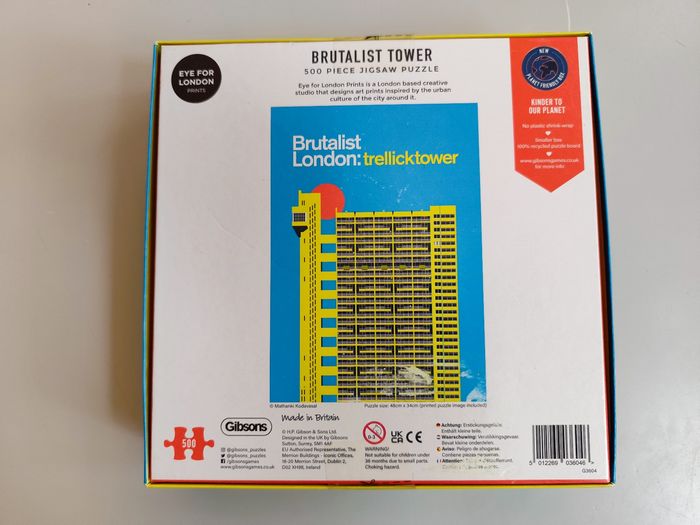 EYE FOR
LONDON
PRINTS
BRUTALIST TOWER
500 PIECE JIGSAW PUZZLE
Eye for London Prints is a London based creative
studio that designs art prints inspired by the urban
culture of the city around it.
NEW
PLANET FRIENDLY BOX
KINDER TO
OUR PLANET
No plastic shrink-wrap
Smaller box
100% recycled puzzle board
www.gibsonsgames.co.uk
for more info
Brutalist
London: trellicktower
© Mathanki Kodavasal
Puzzle size: 48cm x 34cm (printed puzzle image included)
500
Gibsons
gibsons_puzzles
gibsons_puzzles
gibsonsgames
www.gibsonsgames.co.uk
Made in Britain
© H.P. Gibson & Sons Ltd.
Designed in the UK by Gibsons
Sutton, Surrey, SM1 4AF
EU Authorised Representative, The
Merrion Buildings - Iconic Offices,
18-20 Merrion Street, Dublin 2,
D02 XH98, Ireland
0-3
UK
CA
CE
WARNING!
Not suitable for children under
36 months due to small parts.
Choking hazard.
Achtung: Erstickungsgefahr.
Enthält kleine teile.
Waarschuwing: Verstikkingsgevaar.
Bevat kleine onderdelen.
Aviso: Peligro de ahogarse.
Contiene piezas pequeñas.
Attention:
5 012269 036046 >
G3604